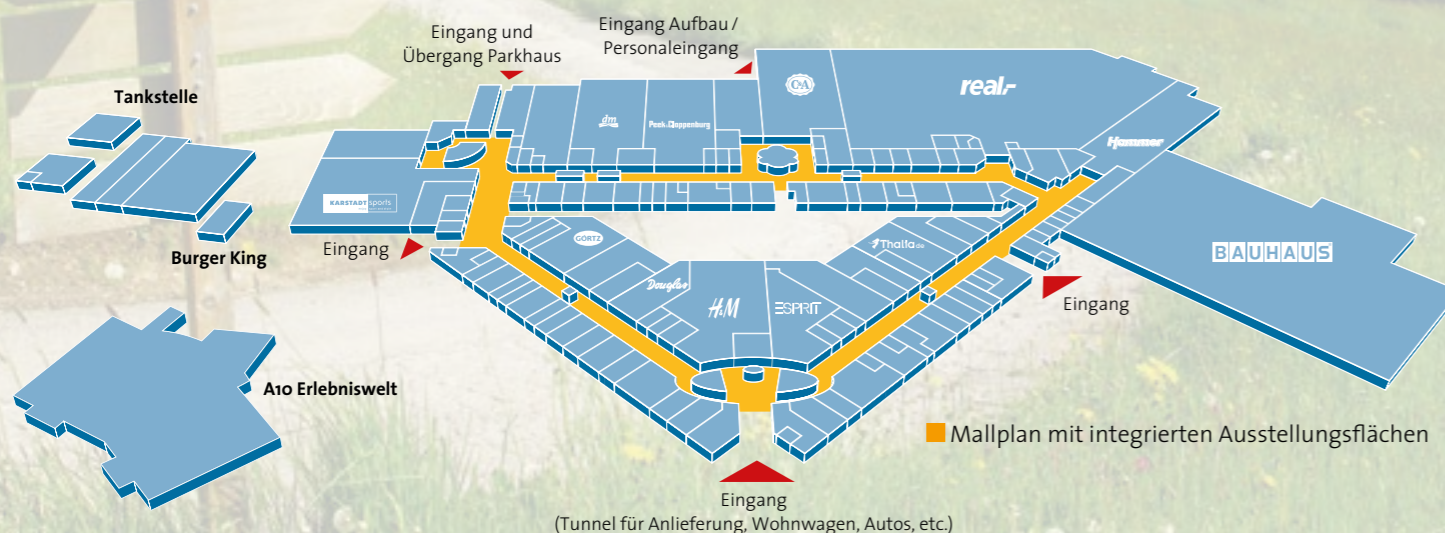 Eingang und
Übergang Parkhaus
Eingang Aufbau /
Personaleingang
Tankstelle
C&A
real,-
dm
Peek&Cloppenburg
Hammer
KARSTADT sports
Eingang
Burger King
GÖRTZ
Thalia.de
BAUHAUS
Douglas
H&M
ESPRIT
Eingang
A10 Erlebniswelt
Mallplan mit integrierten Ausstellungsflächen
Eingang
(Tunnel für Anlieferung, Wohnwagen, Autos, etc.)